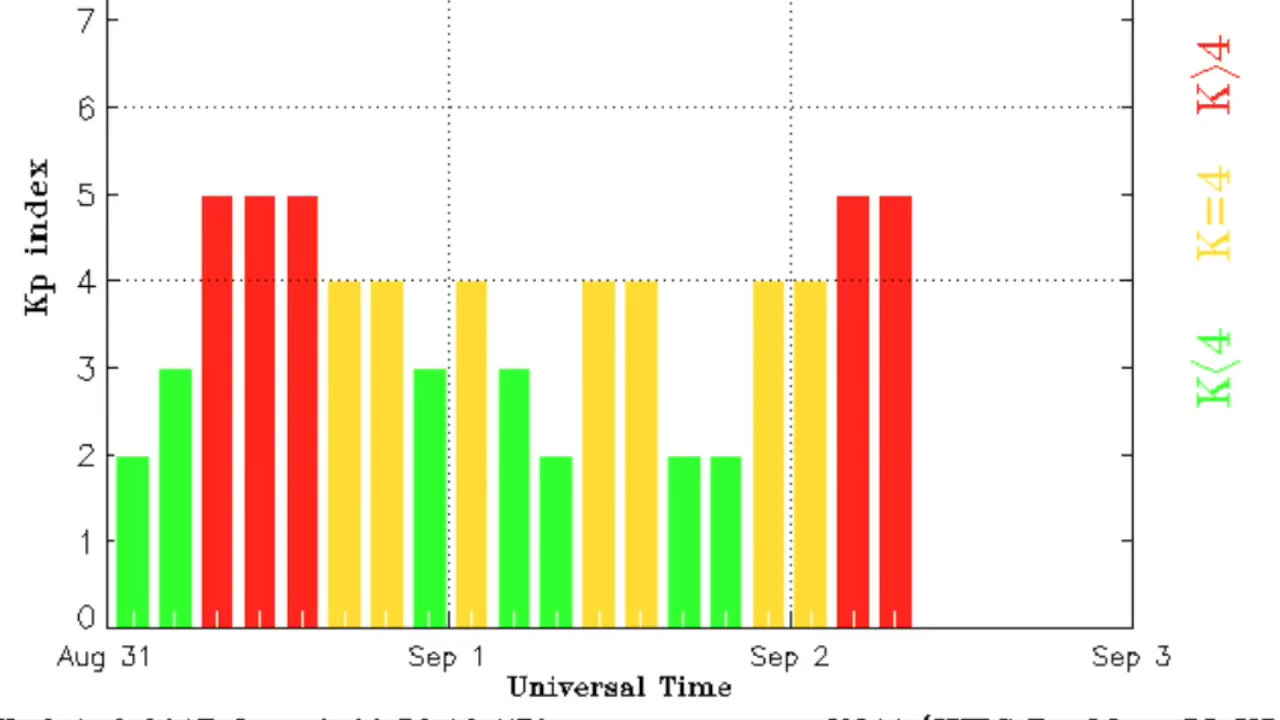 7
6
5
4
3
2
1
0
Kp index
Aug 31
Sep 1
Sep 2
Sep 3
Universal Time
K>4
K=4
K<4